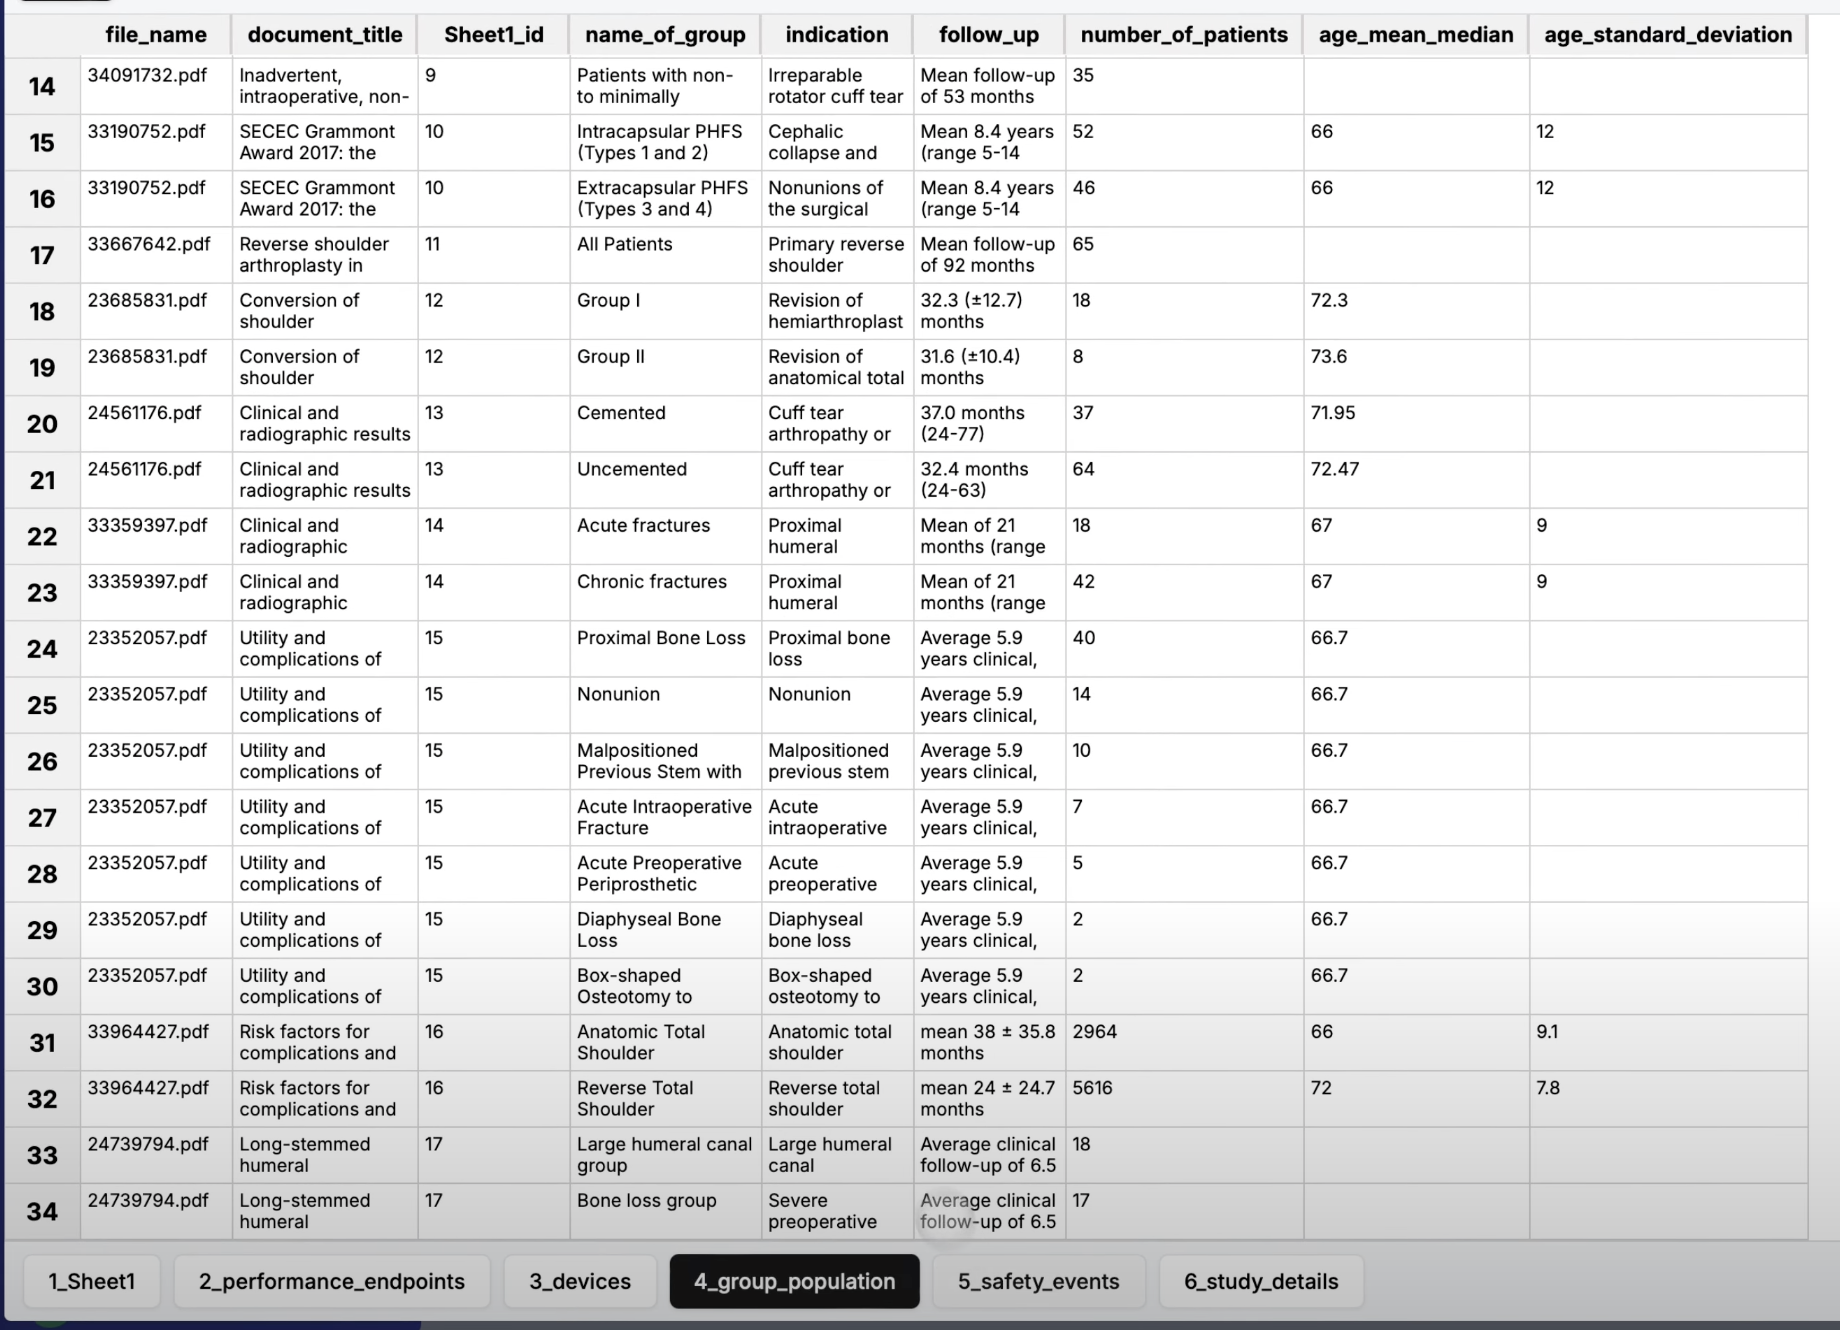 file_name document_title Sheet1_id name_of_group indication follow_up number_of_patients age_mean_median age_standard_deviation
14 34091732.pdf Inadvertent, 9 Patients with non- Irreparable Mean follow-up 35
intraoperative, non- to minimally rotator cuff tear of 53 months
15 33190752.pdf SECEC Grammont 10 Intracapsular PHFS Cephalic Mean 8.4 years 52 66 12
Award 2017: the (Types 1 and 2) collapse and (range 5-14
16 33190752.pdf SECEC Grammont 10 Extracapsular PHFS Nonunions of Mean 8.4 years 46 66 12
Award 2017: the (Types 3 and 4) the surgical (range 5-14
17 33667642.pdf Reverse shoulder 11 All Patients Primary reverse Mean follow-up 65
arthroplasty in shoulder of 92 months
18 23685831.pdf Conversion of 12 Group I Revision of 32.3 (±12.7) 18 72.3
shoulder hemiarthroplast months
19 23685831.pdf Conversion of 12 Group II Revision of 31.6 (±10.4) 8 73.6
shoulder anatomical total months
20 24561176.pdf Clinical and 13 Cemented Cuff tear 37.0 months 37 71.95
radiographic results arthropathy or (24-77)
21 24561176.pdf Clinical and 13 Uncemented Cuff tear 32.4 months 64 72.47
radiographic results arthropathy or (24-63)
22 33359397.pdf Clinical and 14 Acute fractures Proximal Mean of 21 18 67 9
radiographic humeral months (range
23 33359397.pdf Clinical and 14 Chronic fractures Proximal Mean of 21 42 67 9
radiographic humeral months (range
24 23352057.pdf Utility and 15 Proximal Bone Loss Proximal bone Average 5.9 40 66.7
complications of loss years clinical,
25 23352057.pdf Utility and 15 Nonunion Nonunion Average 5.9 14 66.7
complications of years clinical,
26 23352057.pdf Utility and 15 Malpositioned Malpositioned Average 5.9 10 66.7
complications of Previous Stem with previous stem years clinical,
27 23352057.pdf Utility and 15 Acute Intraoperative Acute Average 5.9 7 66.7
complications of Fracture intraoperative years clinical,
28 23352057.pdf Utility and 15 Acute Preoperative Acute Average 5.9 5 66.7
complications of Periprosthetic preoperative years clinical,
29 23352057.pdf Utility and 15 Diaphyseal Bone Diaphyseal Average 5.9 2 66.7
complications of Loss bone loss years clinical,
30 23352057.pdf Utility and 15 Box-shaped Box-shaped Average 5.9 2 66.7
complications of Osteotomy to osteotomy to years clinical,
31 33964427.pdf Risk factors for 16 Anatomic Total Anatomic total mean 38 ± 35.8 2964 66 9.1
complications and Shoulder shoulder months
32 33964427.pdf Risk factors for 16 Reverse Total Reverse total mean 24 ± 24.7 5616 72 7.8
complications and Shoulder shoulder months
33 24739794.pdf Long-stemmed 17 Large humeral canal Large humeral Average clinical 18
humeral group canal follow-up of 6.5
34 24739794.pdf Long-stemmed 17 Bone loss group Severe Average clinical 17
humeral preoperative follow-up of 6.5
1_Sheet1 2_performance_endpoints 3_devices 4_group_population 5_safety_events 6_study_details